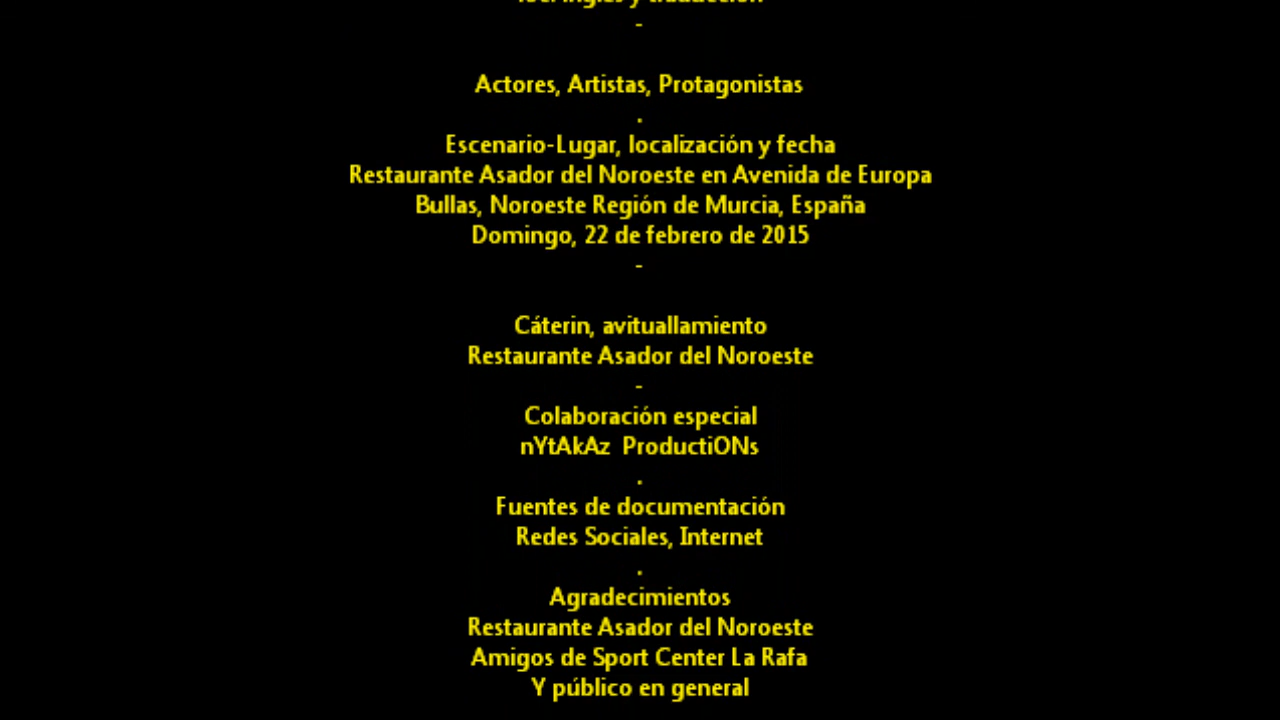 -
Actores, Artistas, Protagonistas
.
Escenario-Lugar, localización y fecha
Restaurante Asador del Noroeste en Avenida de Europa
Bullas, Noroeste Región de Murcia, España
Domingo, 22 de febrero de 2015
-
Cáterin, avituallamiento
Restaurante Asador del Noroeste
-
Colaboración especial
nYtAkAz ProductiONs
.
Fuentes de documentación
Redes Sociales, Internet
.
Agradecimientos
Restaurante Asador del Noroeste
Amigos de Sport Center La Rafa
Y público en general